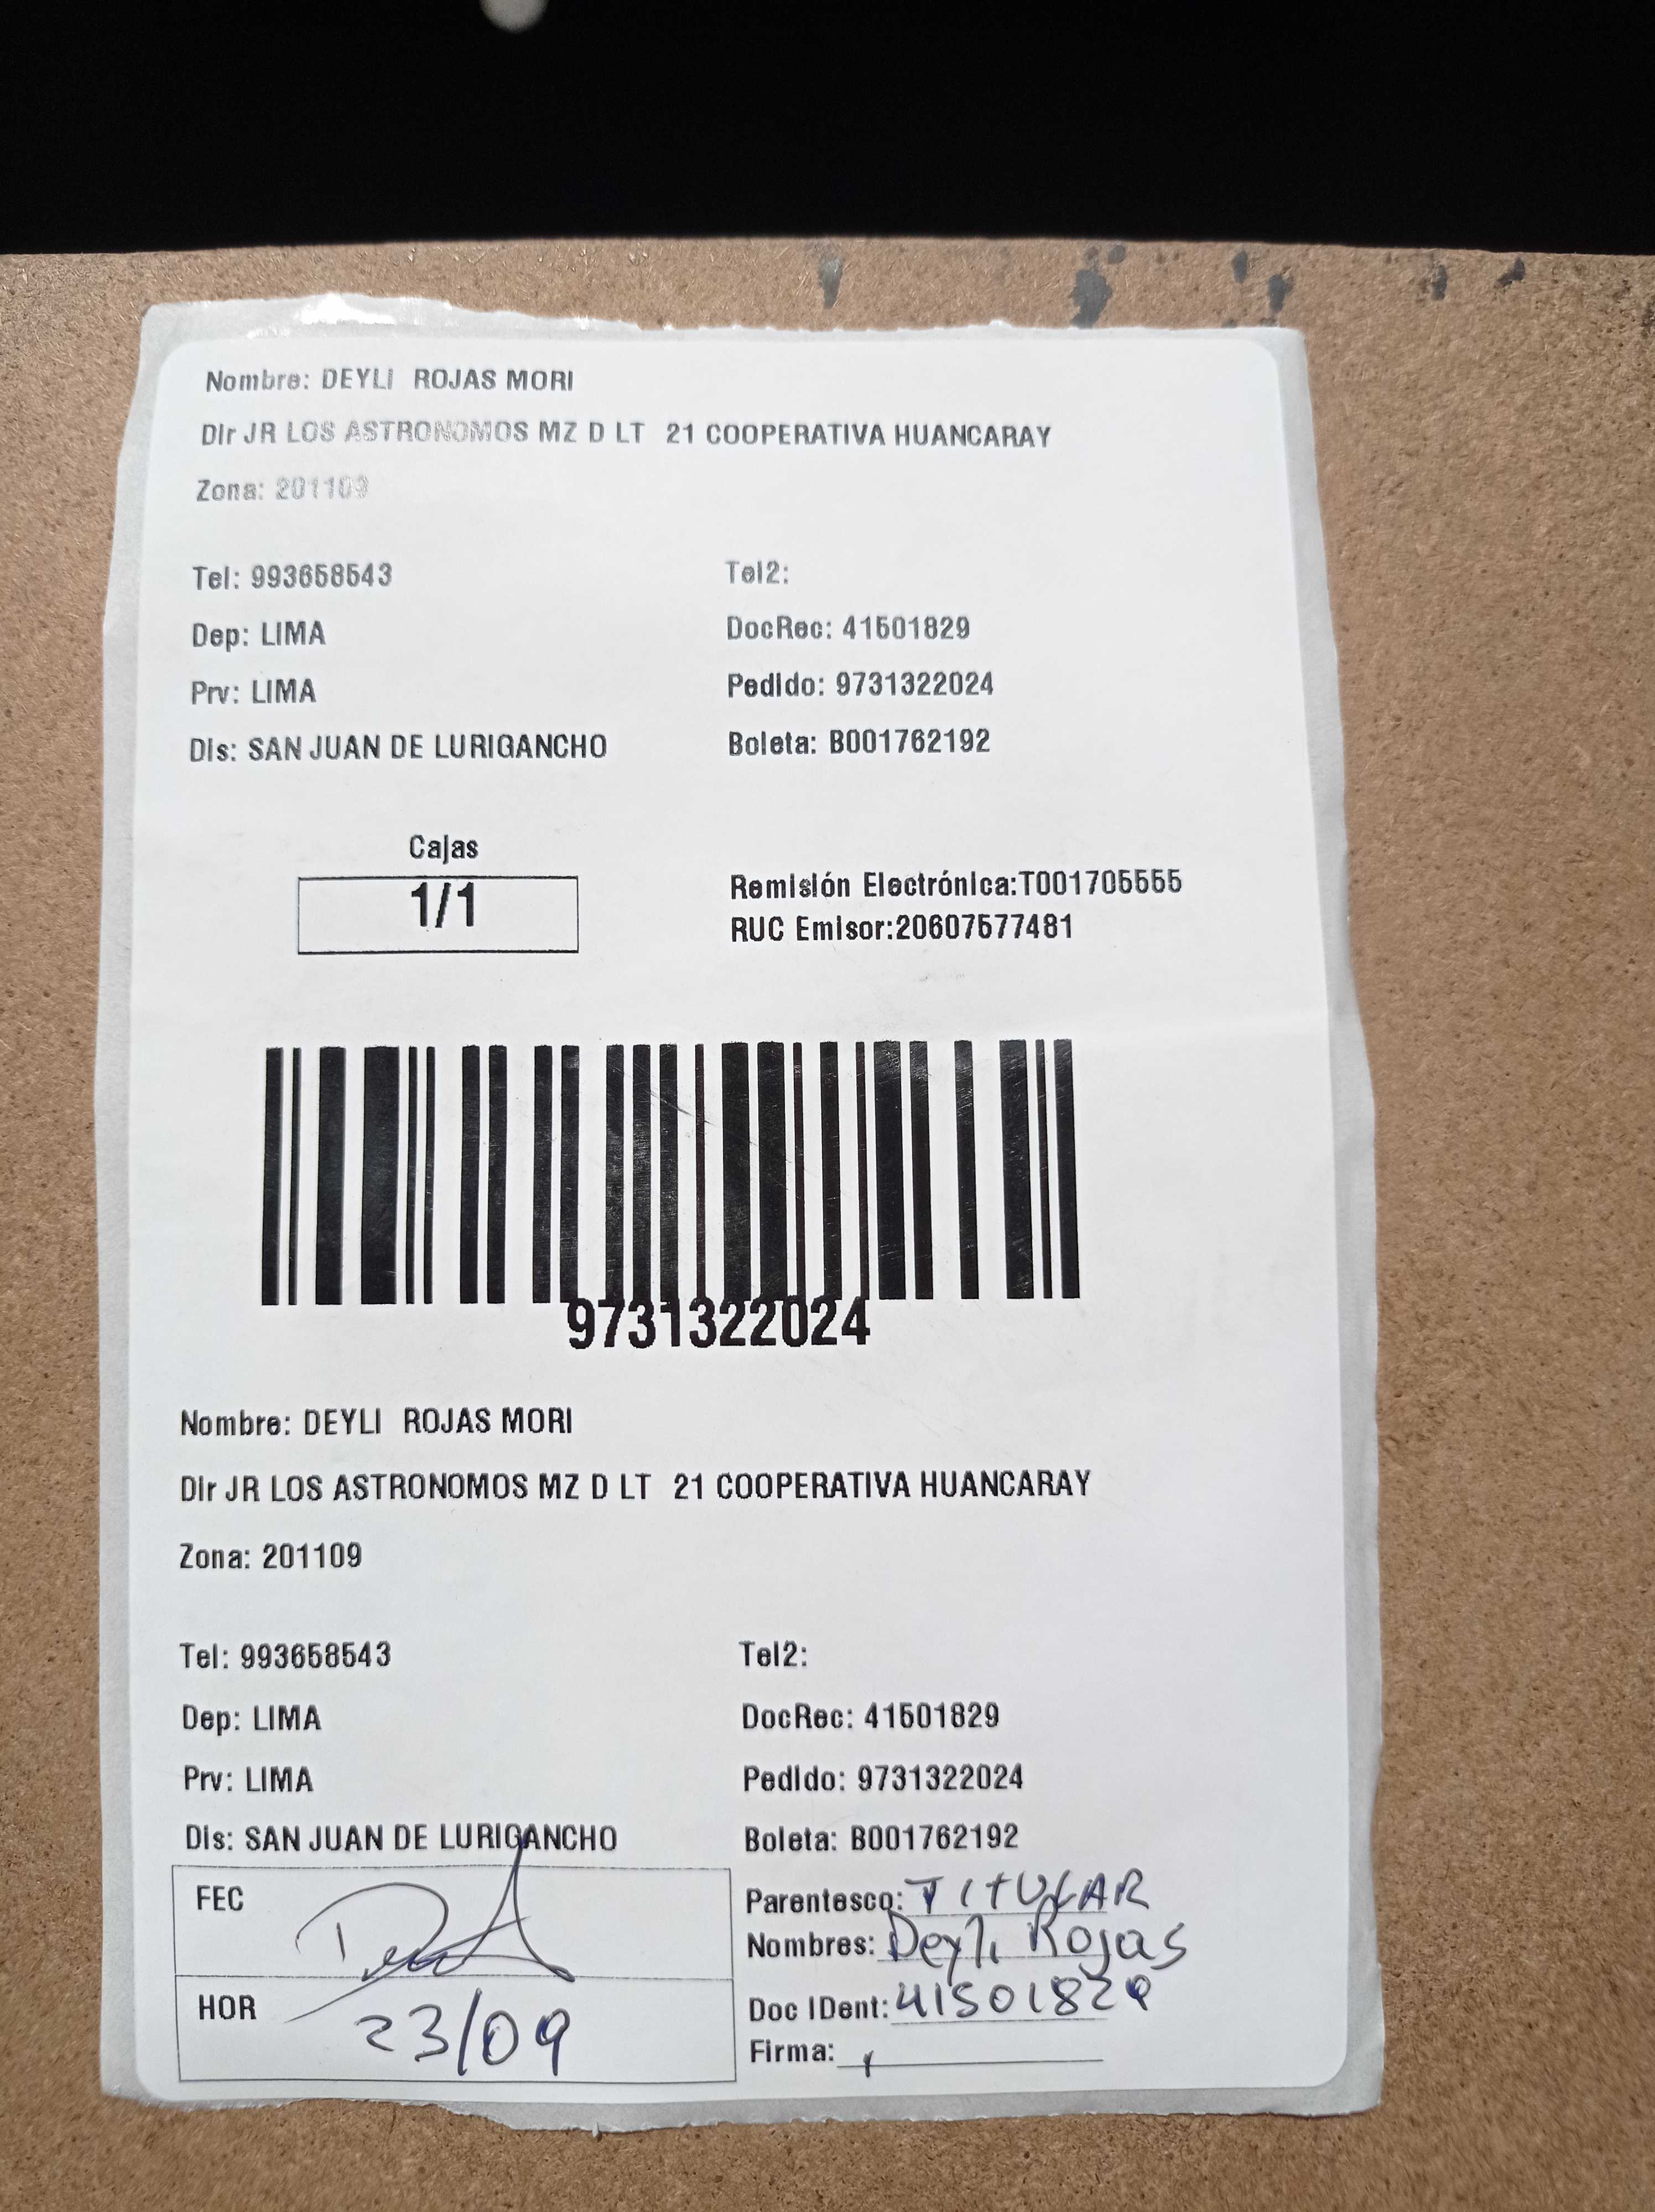 Nombre: DEYLI ROJAS MORI
Dir JR LOS ASTRONOMOS MZ D LT 21 COOPERATIVA HUANCARAY
Zona: 201109
Tel: 993658543 Tel2:
Dep: LIMA DocRec: 41501829
Prv: LIMA Pedido: 9731322024
Dis: SAN JUAN DE LURIGANCHO Boleta: B001762192
Cajas
1/1
Remisión Electrónica:T001705555
RUC Emisor:20607577481
9731322024
Nombre: DEYLI ROJAS MORI
Dir JR LOS ASTRONOMOS MZ D LT 21 COOPERATIVA HUANCARAY
Zona: 201109
Tel: 993658543 Tel2:
Dep: LIMA DocRec: 41501829
Prv: LIMA Pedido: 9731322024
Dis: SAN JUAN DE LURIGANCHO Boleta: B001762192
FEC
HOR 23/09
Parentesco: TITULAR
Nombres: Deyli Rojas
Doc IDent: 41501829
Firma: